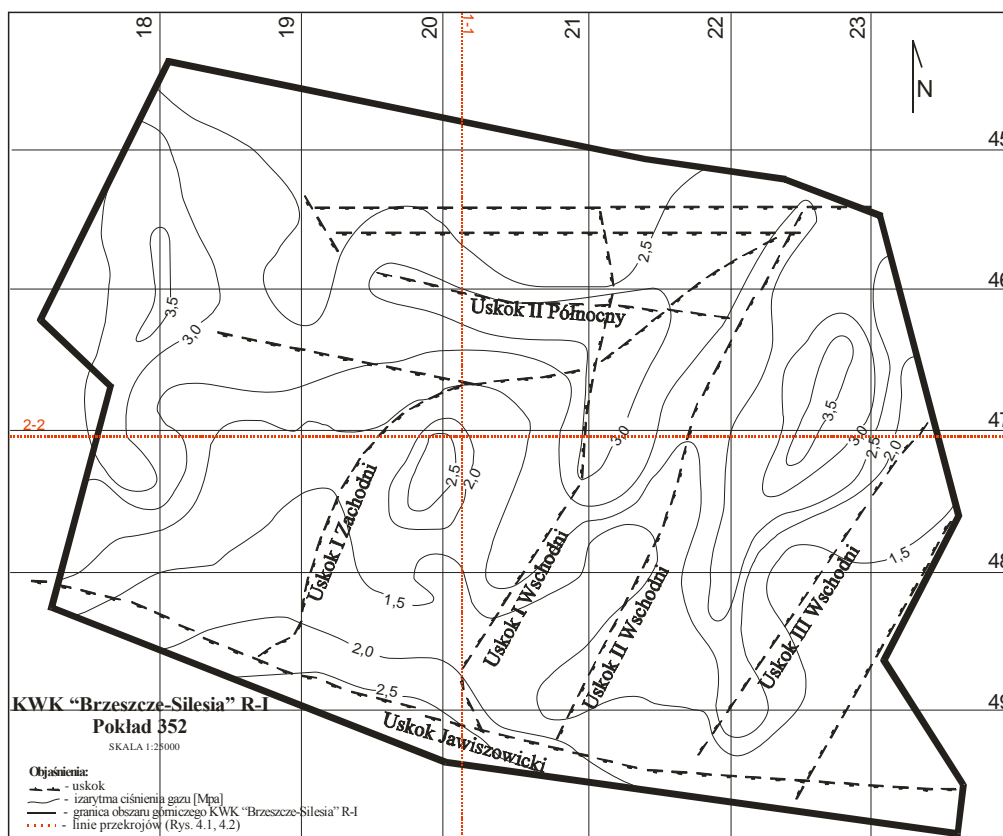 18
19
20
1-1
21
22
23
N
45
2,5
46
3,5
Uskok II Północny
3,0
3,5
2-2
47
3,0
3,0
2,5
2,0
2,5
2,0
Uskok I Zachodni
Uskok I Wschodni
Uskok II Wschodni
Uskok III Wschodni
1,5
48
1,5
2,0
2,5
49
Uskok Jawiszowicki
KWK “Brzeszcze-Silesia” R-I
Pokład 352
SKALA 1:25000
Objaśnienia:
- uskok
- izarytma ciśnienia gazu [Mpa]
- granica obszaru górniczego KWK “Brzeszcze-Silesia” R-I
- linie przekrojów (Rys. 4.1, 4.2)